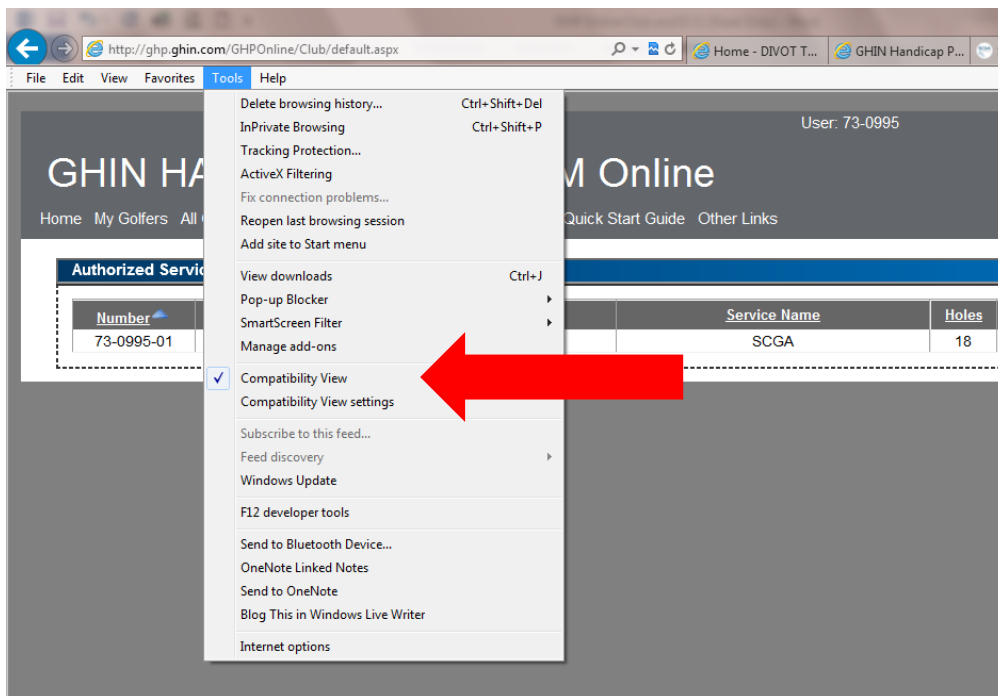 http://ghp.ghin.com/GHPOnline/Club/default.aspx Home - DIVOT T... GHIN Handicap P...
File Edit View Favorites Tools Help
Delete browsing history... Ctrl+Shift+Del
InPrivate Browsing Ctrl+Shift+P
Tracking Protection...
ActiveX Filtering
Fix connection problems...
Reopen last browsing session
Add site to Start menu
View downloads Ctrl+J
Pop-up Blocker
SmartScreen Filter
Manage add-ons
Compatibility View
Compatibility View settings
Subscribe to this feed...
Feed discovery
Windows Update
F12 developer tools
Send to Bluetooth Device...
OneNote Linked Notes
Send to OneNote
Blog This in Windows Live Writer
Internet options
User: 73-0995
GHIN HA M Online
Home My Golfers All Quick Start Guide Other Links
Authorized Servic
Number Service Name Holes
73-0995-01 SCGA 18